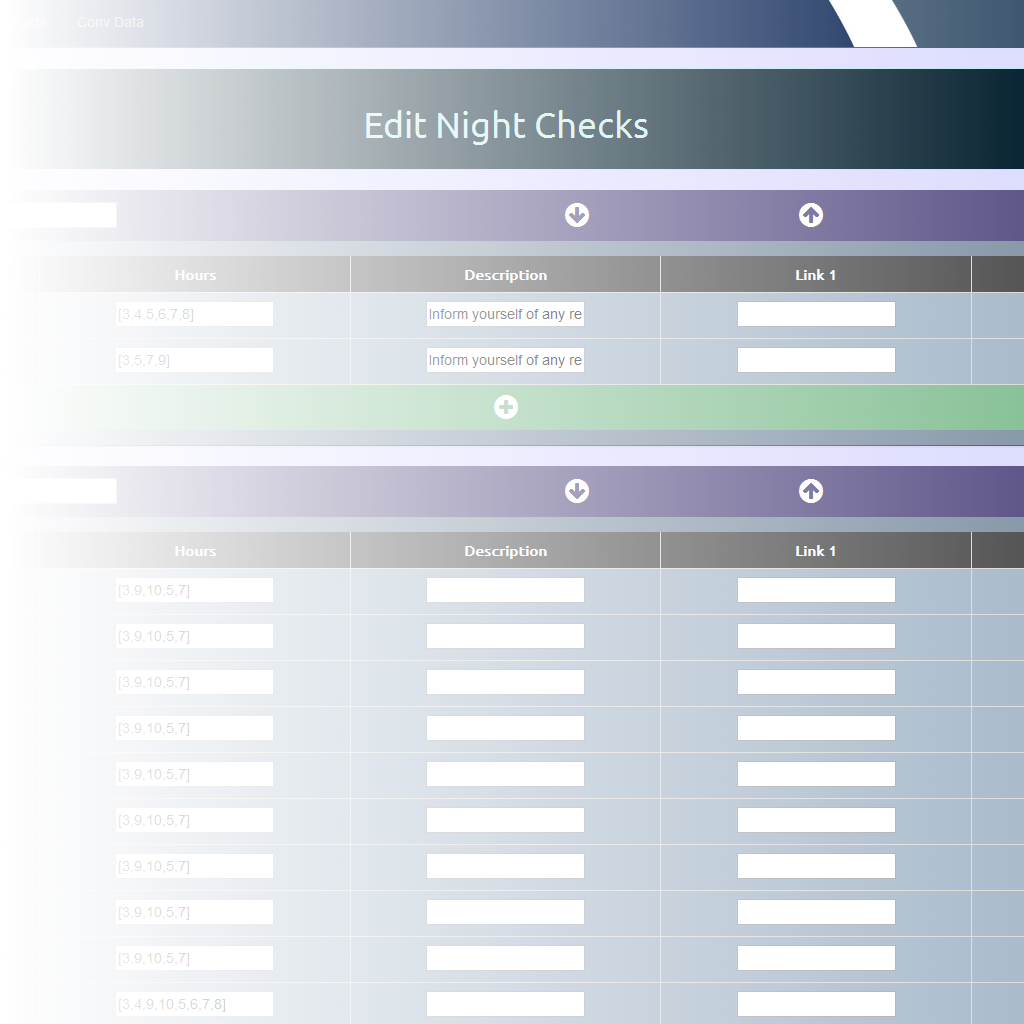 Conv Data
Edit Night Checks
Hours Description Link 1
[3,4.5,6,7,8] Inform yourself of any re
[3,5,7,9] Inform yourself of any re
Hours Description Link 1
[3,9,10,5,7]
[3,9,10,5,7]
[3,9,10,5,7]
[3,9,10,5,7]
[3,9,10,5,7]
[3,9,10,5,7]
[3,9,10,5,7]
[3,9,10,5,7]
[3,9,10,5,7]
[3,4,9,10,5,6,7,8]